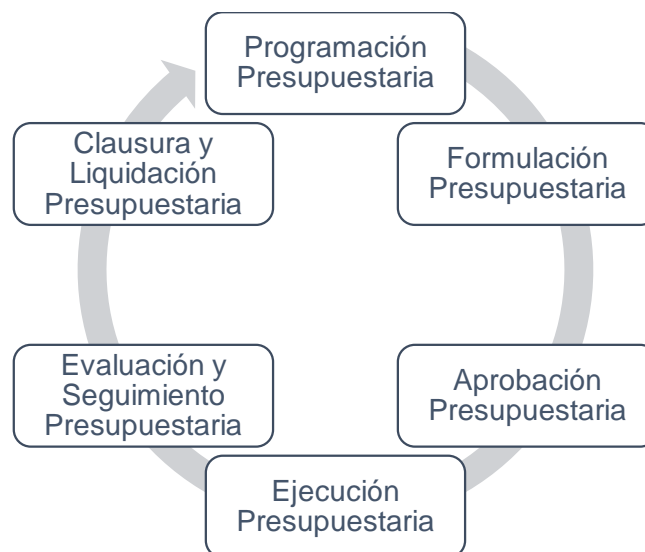 Programación
Presupuestaria
Formulación
Presupuestaria
Aprobación
Presupuestaria
Ejecución
Presupuestaria
Evaluación y
Seguimiento
Presupuestaria
Clausura y
Liquidación
Presupuestaria